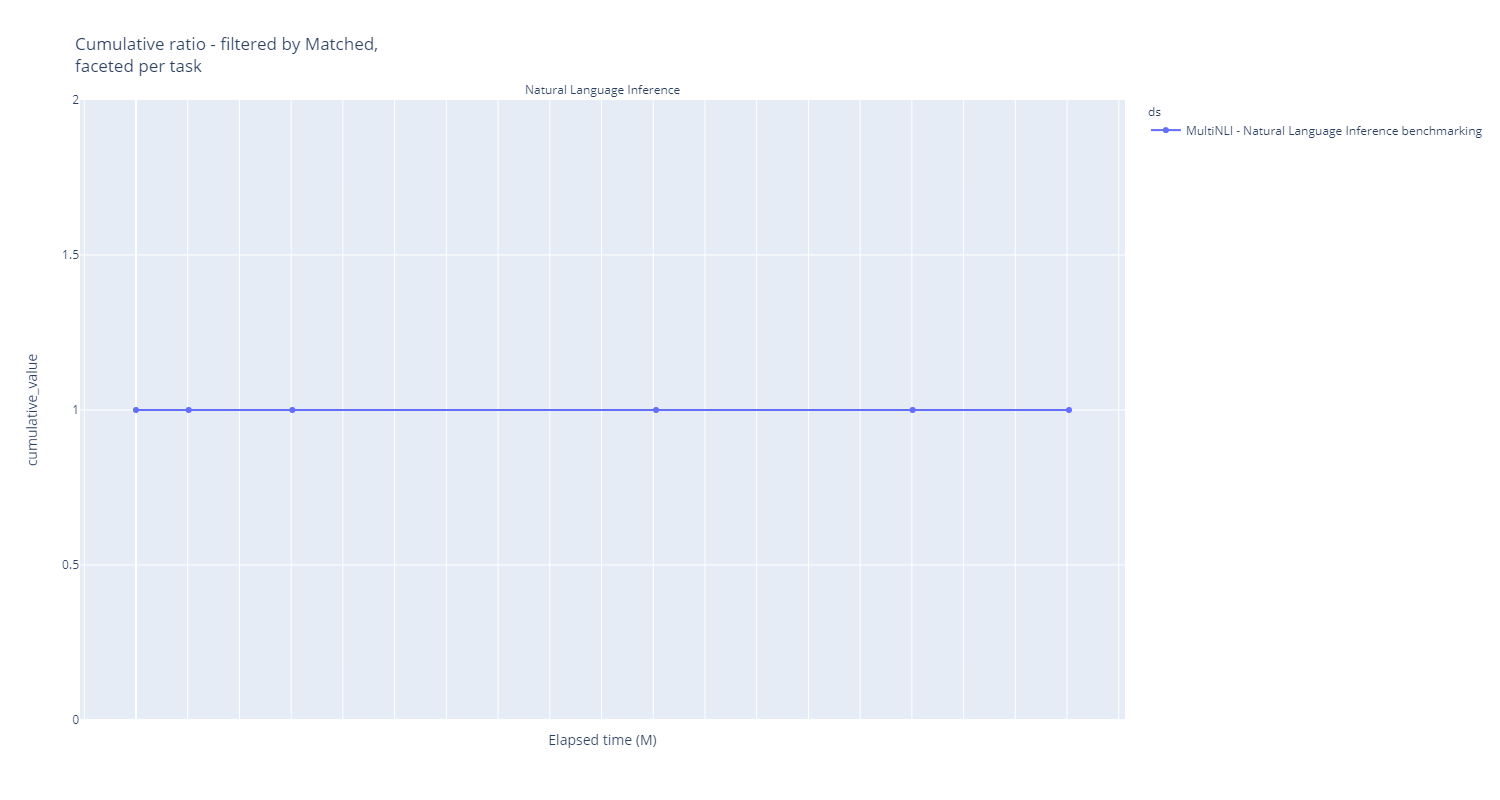 Cumulative ratio - filtered by Matched,
faceted per task
Natural Language Inference
ds
MultiNLI - Natural Language Inference benchmarking
2
1.5
1
0.5
0
cumulative_value
Elapsed time (M)